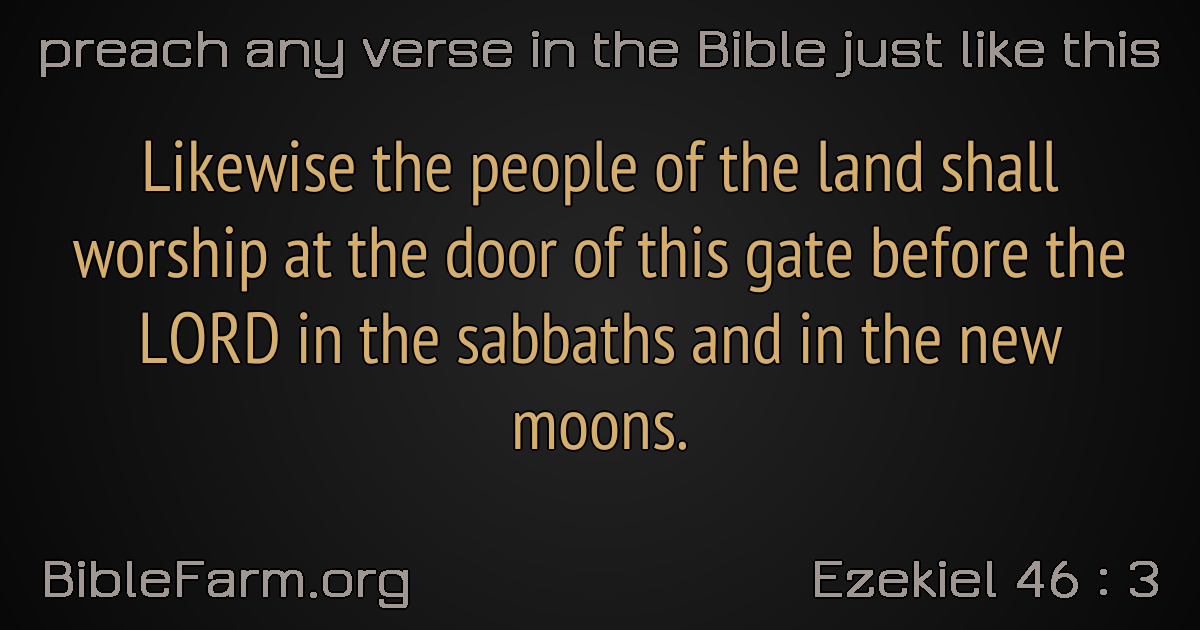 preach any verse in the Bible just like this
Likewise the people of the land shall
worship at the door of this gate before the
LORD in the sabbaths and in the new
moons.
BibleFarm.org
Ezekiel 46 : 3